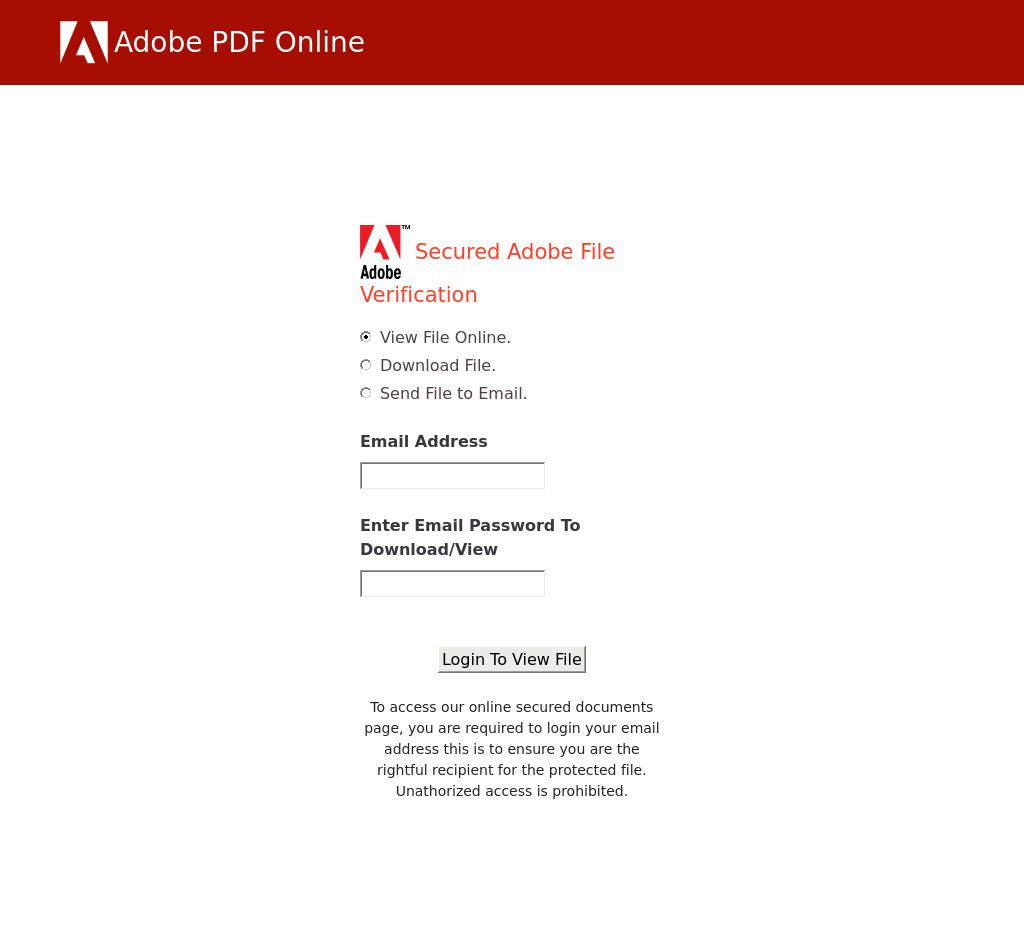 Adobe PDF Online
Adobe™ Secured Adobe File
Verification
View File Online.
Download File.
Send File to Email.
Email Address
Enter Email Password To
Download/View
Login To View File
To access our online secured documents
page, you are required to login your email
address this is to ensure you are the
rightful recipient for the protected file.
Unathorized access is prohibited.